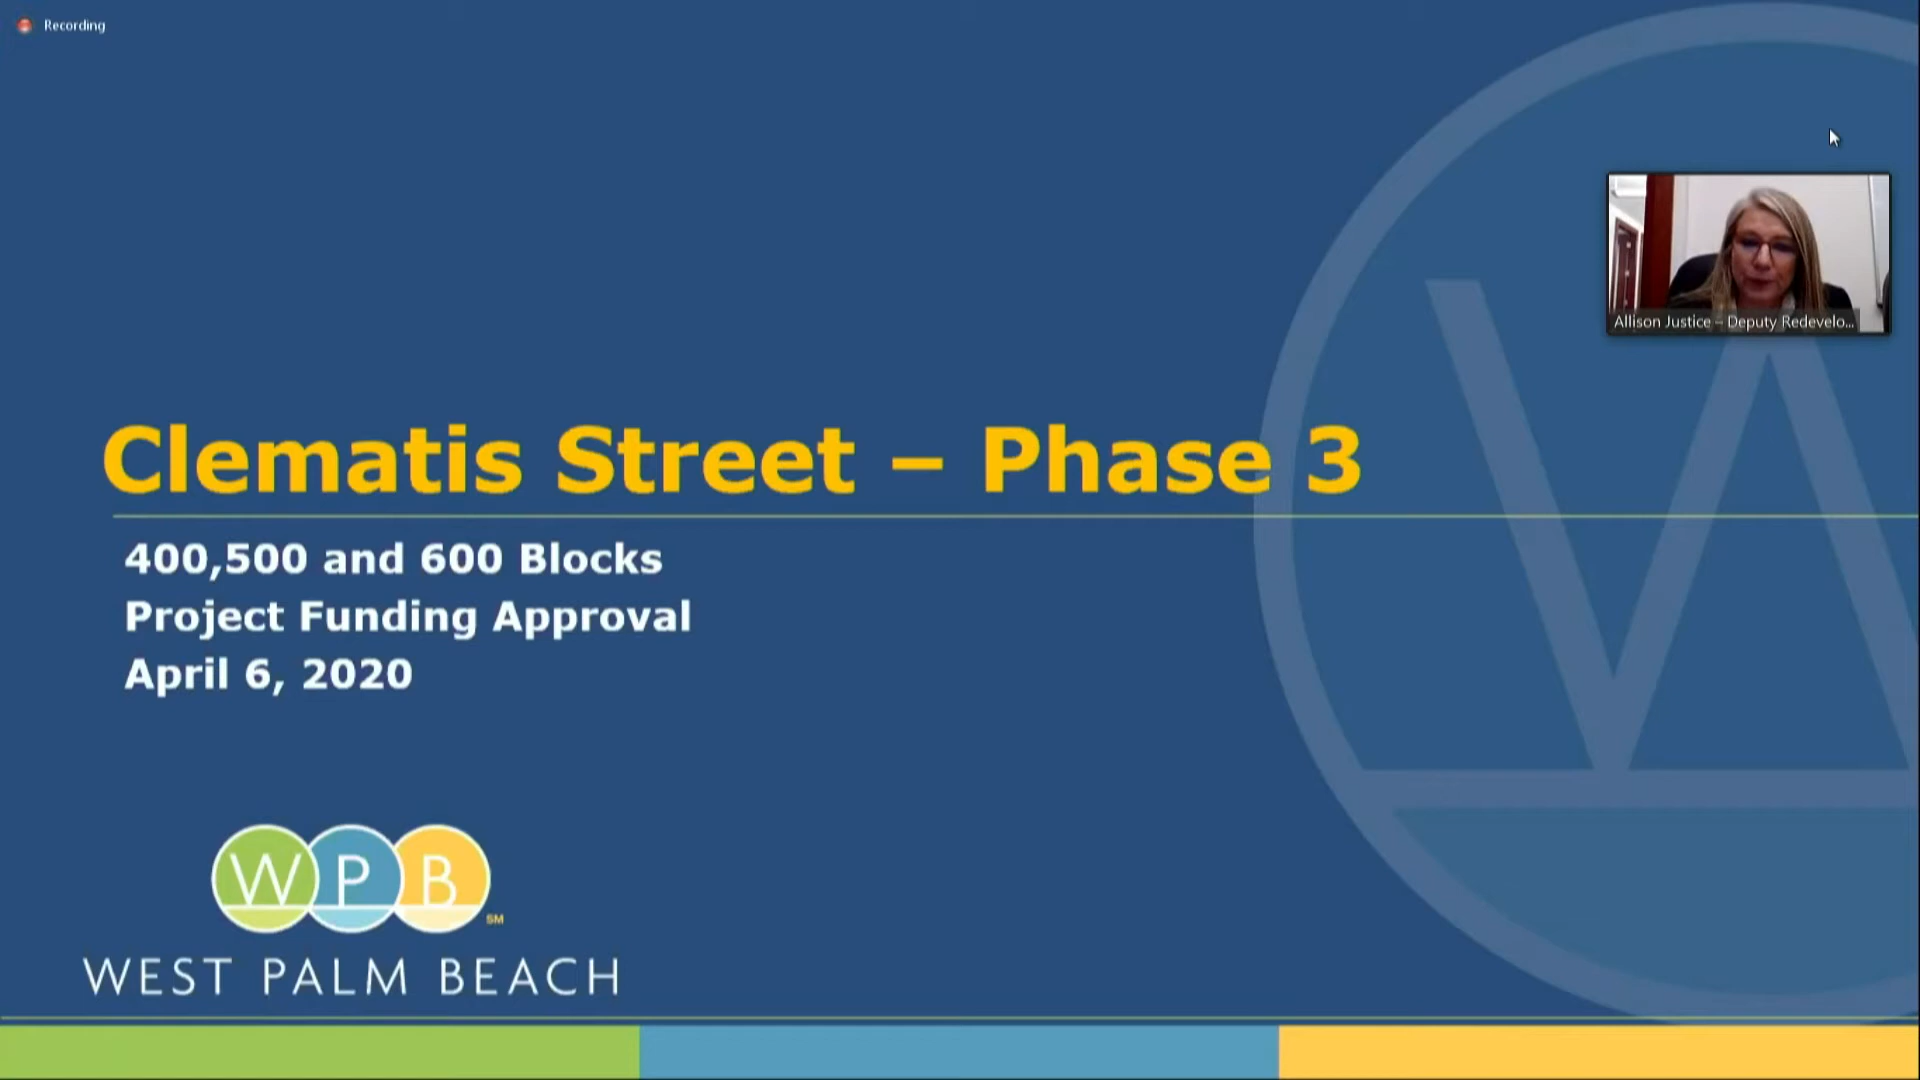 Recording
Allison Justice – Deputy Redevelo...
Clematis Street – Phase 3
400,500 and 600 Blocks
Project Funding Approval
April 6, 2020
WPB SM
WEST PALM BEACH